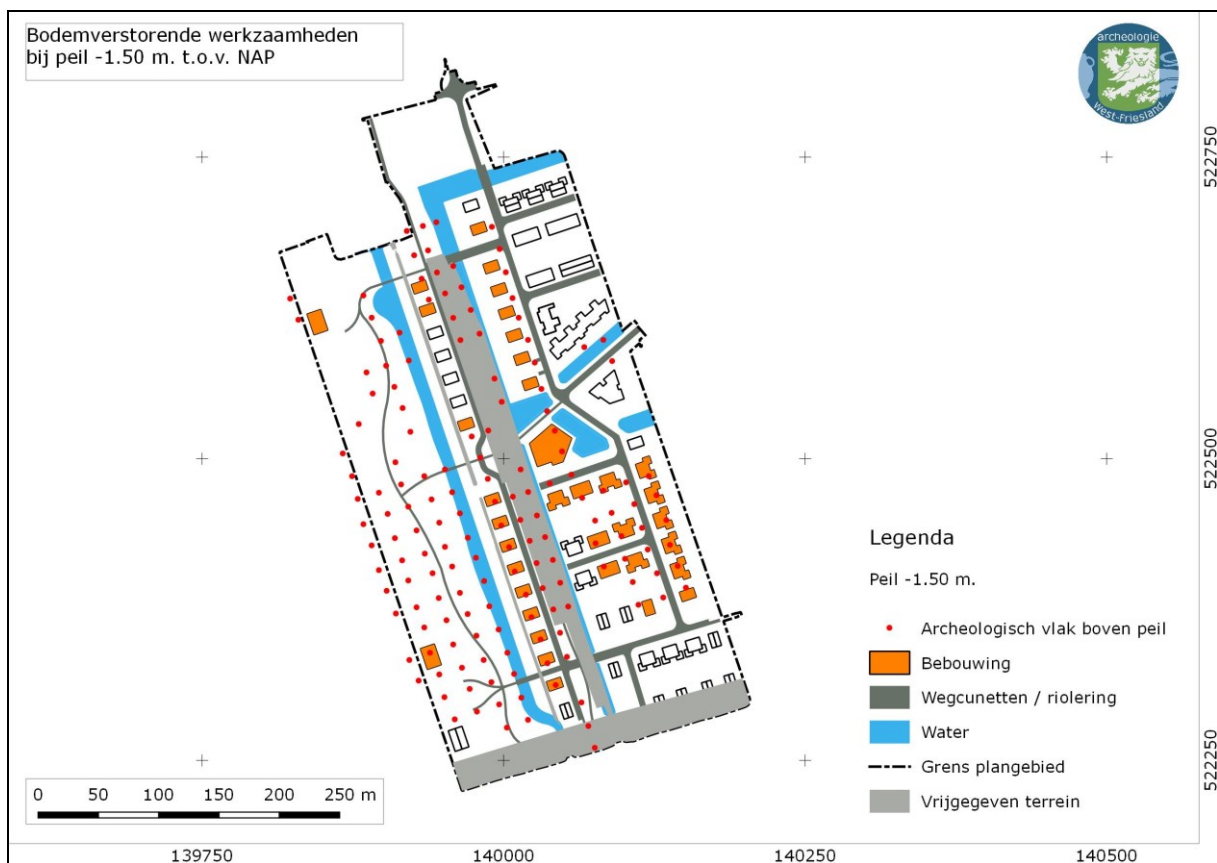 Bodemverstorende werkzaamheden
bij peil -1.50 m. t.o.v. NAP
archeologie
West-Friesland
522750
522500
522250
Legenda
Peil -1.50 m.
Archeologisch vlak boven peil
Bebouwing
Wegcunetten / riolering
Water
Grens plangebied
Vrijgegeven terrein
0 50 100 150 200 250 m
139750 140000 140250 140500